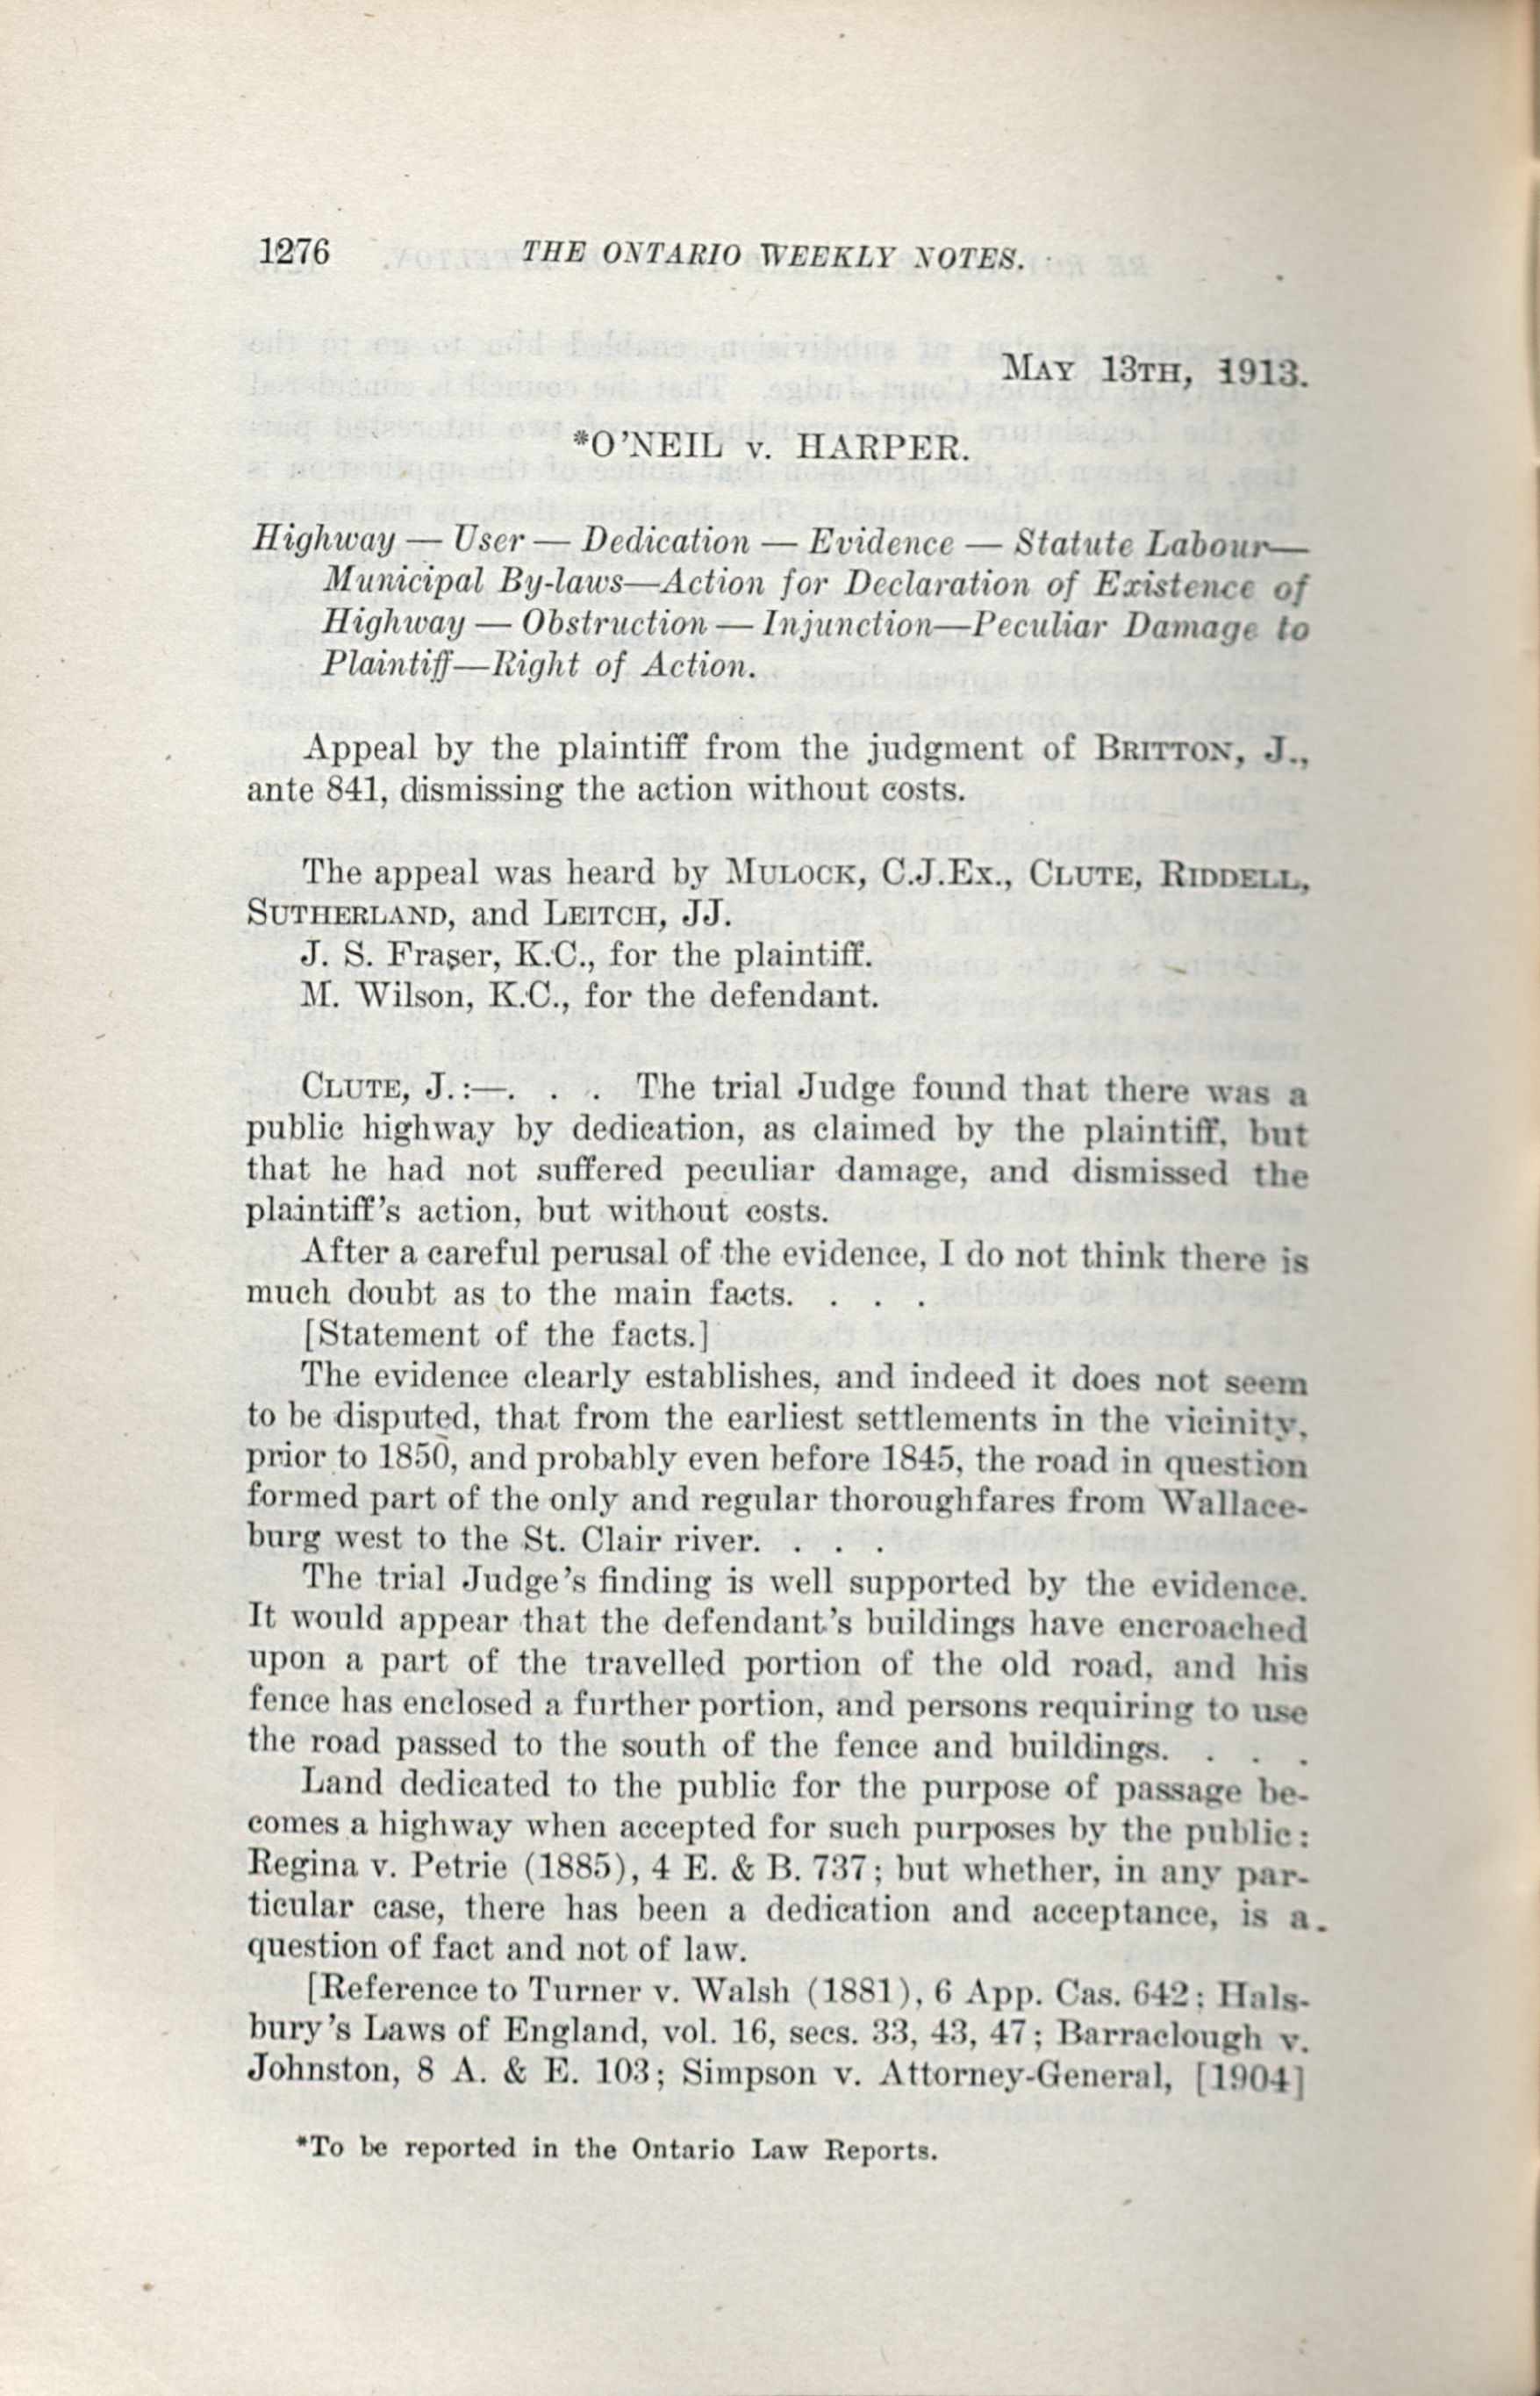 1276 THE ONTARIO WEEKLY NOTES.
MAY 13TH, 1913.
*O'NEIL v. HARPER.
Highway — User — Dedication — Evidence — Statute Labour—
Municipal By-laws—Action for Declaration of Existence of
Highway — Obstruction — Injunction—Peculiar Damage to
Plaintiff—Right of Action.
Appeal by the plaintiff from the judgment of BRITTON, J.,
ante 841, dismissing the action without costs.
The appeal was heard by MULOCK, C.J.Ex., CLUTE, RIDDELL,
SUTHERLAND, and LEITCH, JJ.
J. S. Fraser, K.C., for the plaintiff.
M. Wilson, K.C., for the defendant.
CLUTE, J.:—. . . The trial Judge found that there was a
public highway by dedication, as claimed by the plaintiff, but
that he had not suffered peculiar damage, and dismissed the
plaintiff's action, but without costs.
After a careful perusal of the evidence, I do not think there is
much doubt as to the main facts. . . .
[Statement of the facts.]
The evidence clearly establishes, and indeed it does not seem
to be disputed, that from the earliest settlements in the vicinity,
prior to 1850, and probably even before 1845, the road in question
formed part of the only and regular thoroughfares from Wallace-
burg west to the St. Clair river. . . .
The trial Judge's finding is well supported by the evidence.
It would appear that the defendant's buildings have encroached
upon a part of the travelled portion of the old road, and his
fence has enclosed a further portion, and persons requiring to use
the road passed to the south of the fence and buildings. . . .
Land dedicated to the public for the purpose of passage be-
comes a highway when accepted for such purposes by the public:
Regina v. Petrie (1885), 4 E. & B. 737; but whether, in any par-
ticular case, there has been a dedication and acceptance, is a
question of fact and not of law.
[Reference to Turner v. Walsh (1881), 6 App. Cas. 642; Hals-
bury's Laws of England, vol. 16, secs. 33, 43, 47; Barraclough v.
Johnston, 8 A. & E. 103; Simpson v. Attorney-General, [1904]
*To be reported in the Ontario Law Reports.